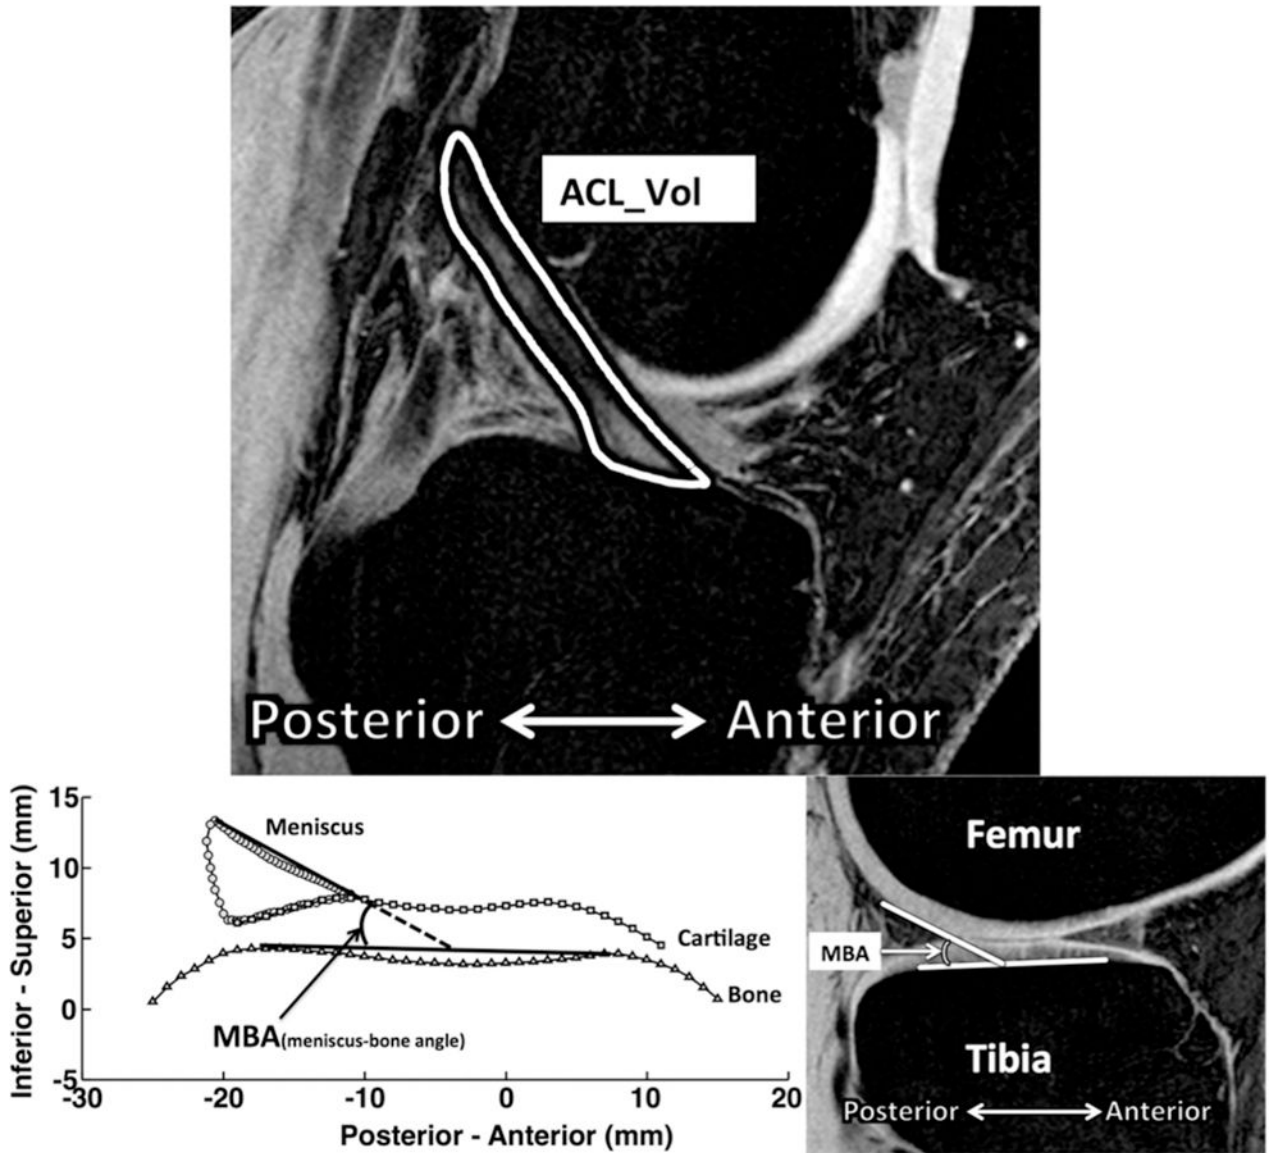 ACL_Vol
Posterior Anterior
Inferior - Superior (mm)
15
10
5
0
-5
-30 -20 -10 0 10 20
Posterior - Anterior (mm)
Meniscus
Cartilage
Bone
MBA(meniscus-bone angle)
Femur
MBA
Tibia
Posterior Anterior